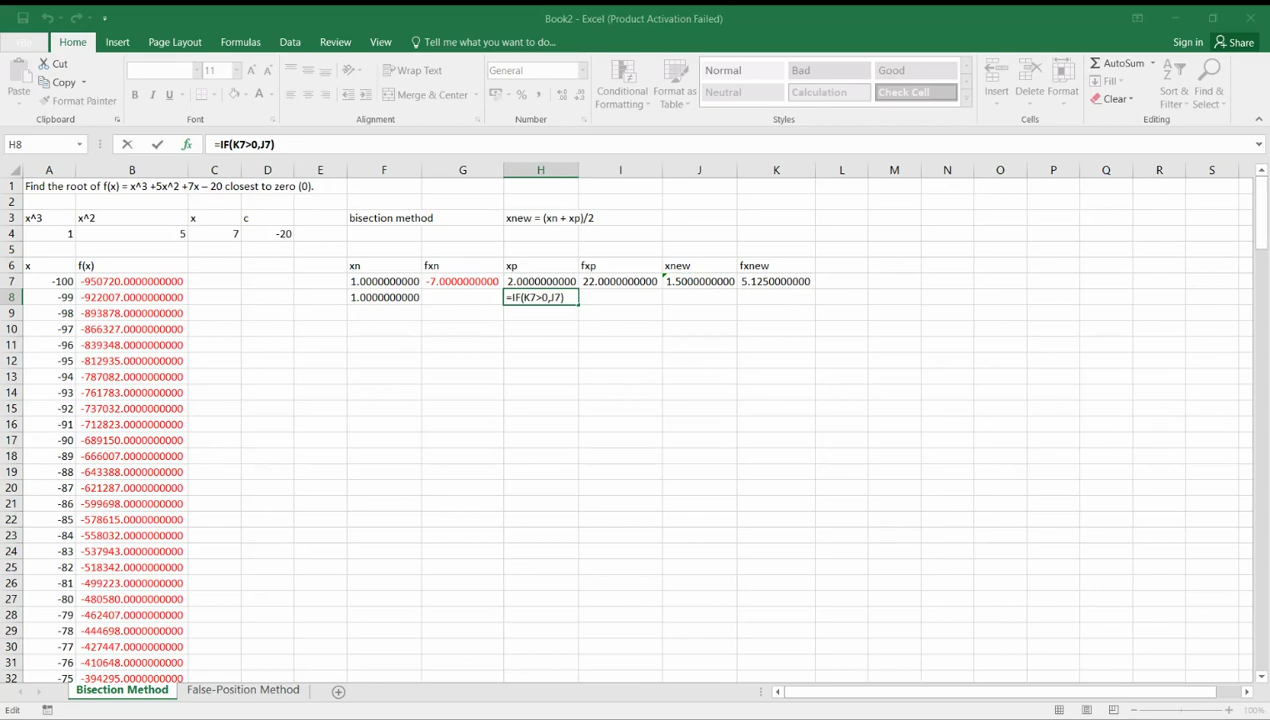 Book2 - Excel (Product Activation Failed)
Home Insert Page Layout Formulas Data Review View Tell me what you want to do... Sign in Share
Cut
Copy
Format Painter
Paste
Clipboard
11
Font
Wrap Text
Merge & Center
Alignment
General
Number
Conditional Formatting
Format as Table
Normal Bad Good
Neutral Calculation Check Cell
Styles
Insert Delete Format
Cells
AutoSum
Fill
Clear
Sort & Filter
Find & Select
Editing
H8 =IF(K7>0,J7)
A B C D E F G H I J K L M N O P Q R S
1 Find the root of f(x) = x^3 +5x^2 +7x – 20 closest to zero (0).
2
3 x^3 x^2 x c bisection method xnew = (xn + xp)/2
4 1 5 7 -20
5
6 x f(x) xn fxn xp fxp xnew fxnew
7 -100 -950720.0000000000 1.0000000000 -7.0000000000 2.0000000000 22.0000000000 1.5000000000 5.1250000000
8 -99 -922007.0000000000 1.0000000000 =IF(K7>0,J7)
9 -98 -893878.0000000000
10 -97 -866327.0000000000
11 -96 -839348.0000000000
12 -95 -812935.0000000000
13 -94 -787082.0000000000
14 -93 -761783.0000000000
15 -92 -737032.0000000000
16 -91 -712823.0000000000
17 -90 -689150.0000000000
18 -89 -666007.0000000000
19 -88 -643388.0000000000
20 -87 -621287.0000000000
21 -86 -599698.0000000000
22 -85 -578615.0000000000
23 -84 -558032.0000000000
24 -83 -537943.0000000000
25 -82 -518342.0000000000
26 -81 -499223.0000000000
27 -80 -480580.0000000000
28 -79 -462407.0000000000
29 -78 -444698.0000000000
30 -77 -427447.0000000000
31 -76 -410648.0000000000
32 -75 -394295.0000000000
Bisection Method False-Position Method
Edit 100%